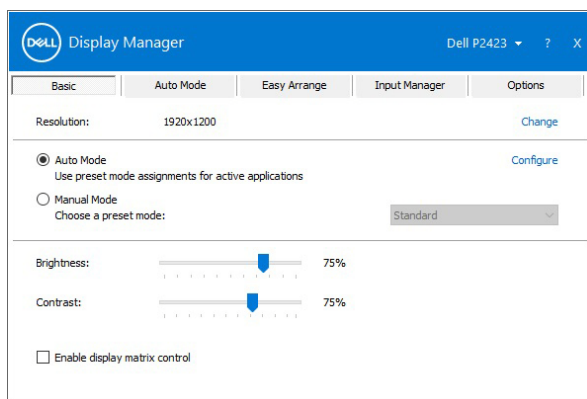 DELL Display Manager Dell P2423 ? X
Basic Auto Mode Easy Arrange Input Manager Options
Resolution: 1920x1200 Change
Auto Mode Configure
Use preset mode assignments for active applications
Manual Mode
Choose a preset mode: Standard
Brightness: 75%
Contrast: 75%
Enable display matrix control